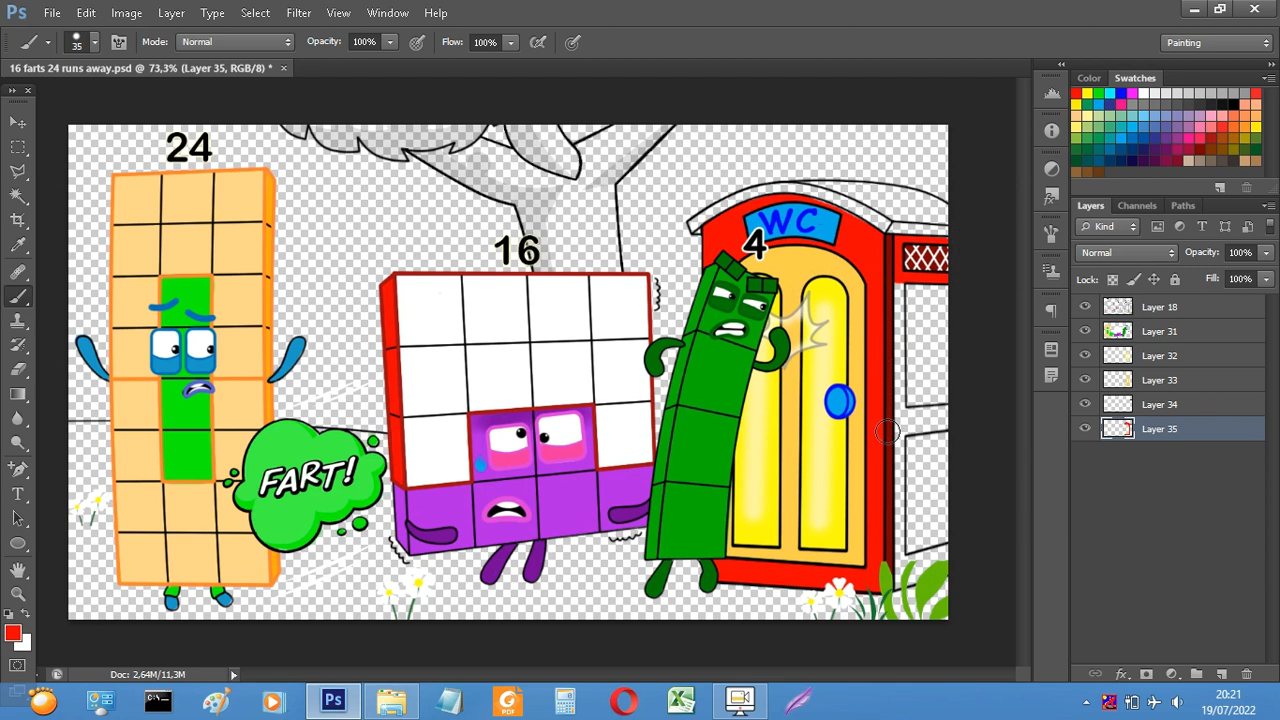 Ps File Edit Image Layer Type Select Filter View Window Help
35 Mode: Normal Opacity: 100% Flow: 100% Painting
16 farts 24 runs away.psd @ 73,3% (Layer 35, RGB/8) *
Color Swatches
24
16
WC
4
FART!
Layers Channels Paths
Kind
Normal Opacity: 100%
Lock: Fill: 100%
Layer 18
Layer 31
Layer 32
Layer 33
Layer 34
Layer 35
Doc: 2,64M/11,3M
20:21
19/07/2022